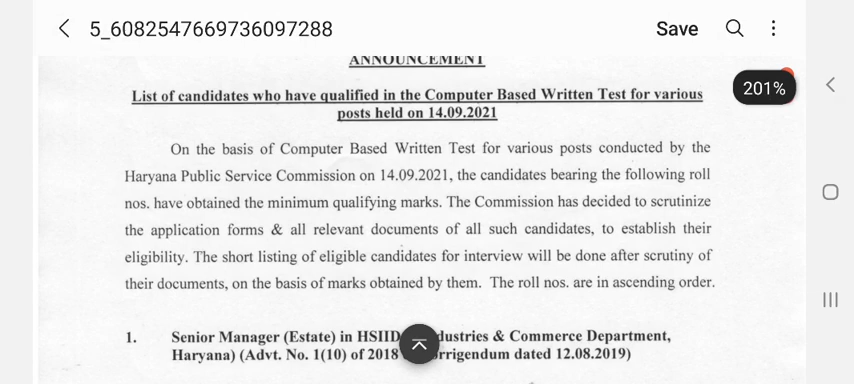 5_6082547669736097288 Save
ANNOUNCEMENT
201%
List of candidates who have qualified in the Computer Based Written Test for various
posts held on 14.09.2021
On the basis of Computer Based Written Test for various posts conducted by the
Haryana Public Service Commission on 14.09.2021, the candidates bearing the following roll
nos. have obtained the minimum qualifying marks. The Commission has decided to scrutinize
the application forms & all relevant documents of all such candidates, to establish their
eligibility. The short listing of eligible candidates for interview will be done after scrutiny of
their documents, on the basis of marks obtained by them. The roll nos. are in ascending order.
1. Senior Manager (Estate) in HSIID dustries & Commerce Department,
Haryana) (Advt. No. 1(10) of 2018 rrigendum dated 12.08.2019)